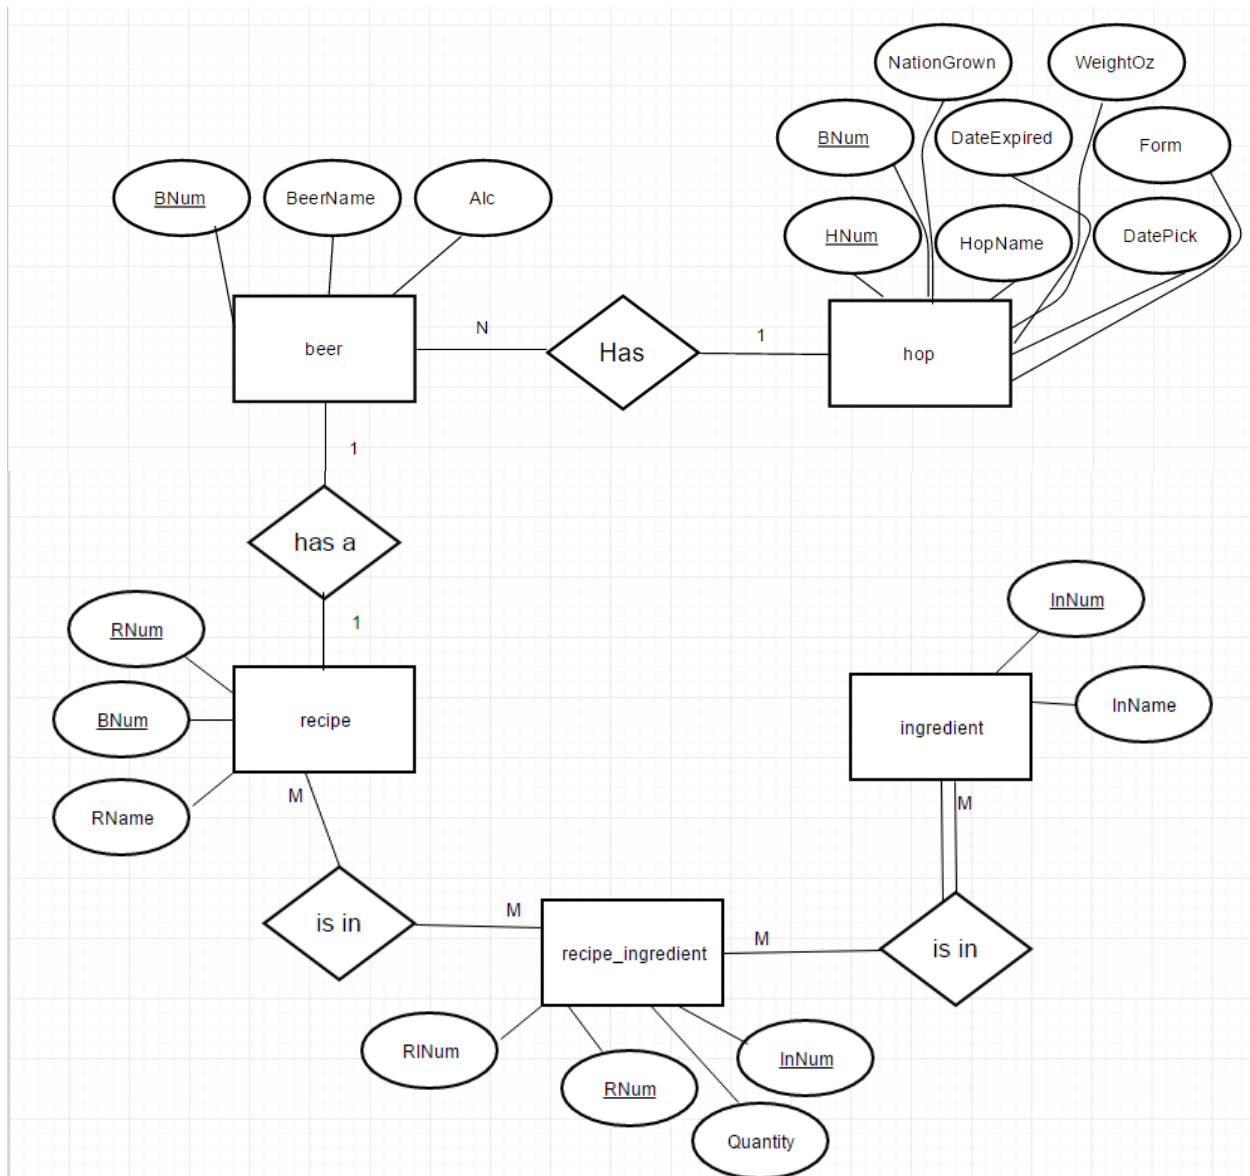 NationGrown
WeightOz
BNum
DateExpired
Form
BNum
BeerName
Alc
HNum
HopName
DatePick
beer
N
Has
1
hop
1
has a
1
RNum
BNum
RName
recipe
M
InNum
InName
ingredient
M
is in
M
recipe_ingredient
M
is in
RINum
RNum
InNum
Quantity